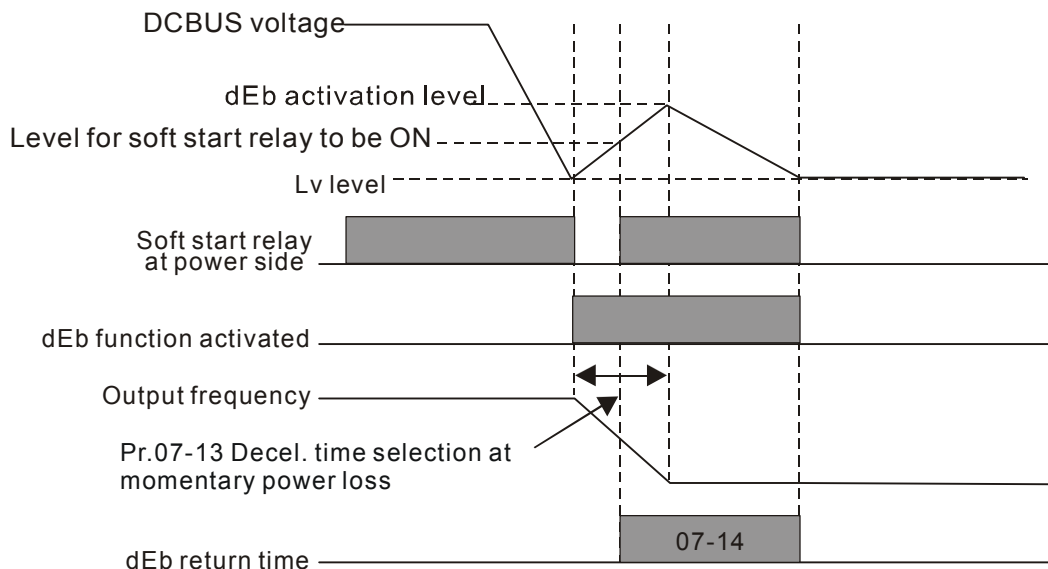 DCBUS voltage
dEb activation level
Level for soft start relay to be ON
Lv level
Soft start relay
at power side
dEb function activated
Output frequency
Pr.07-13 Decel. time selection at
momentary power loss
07-14
dEb return time